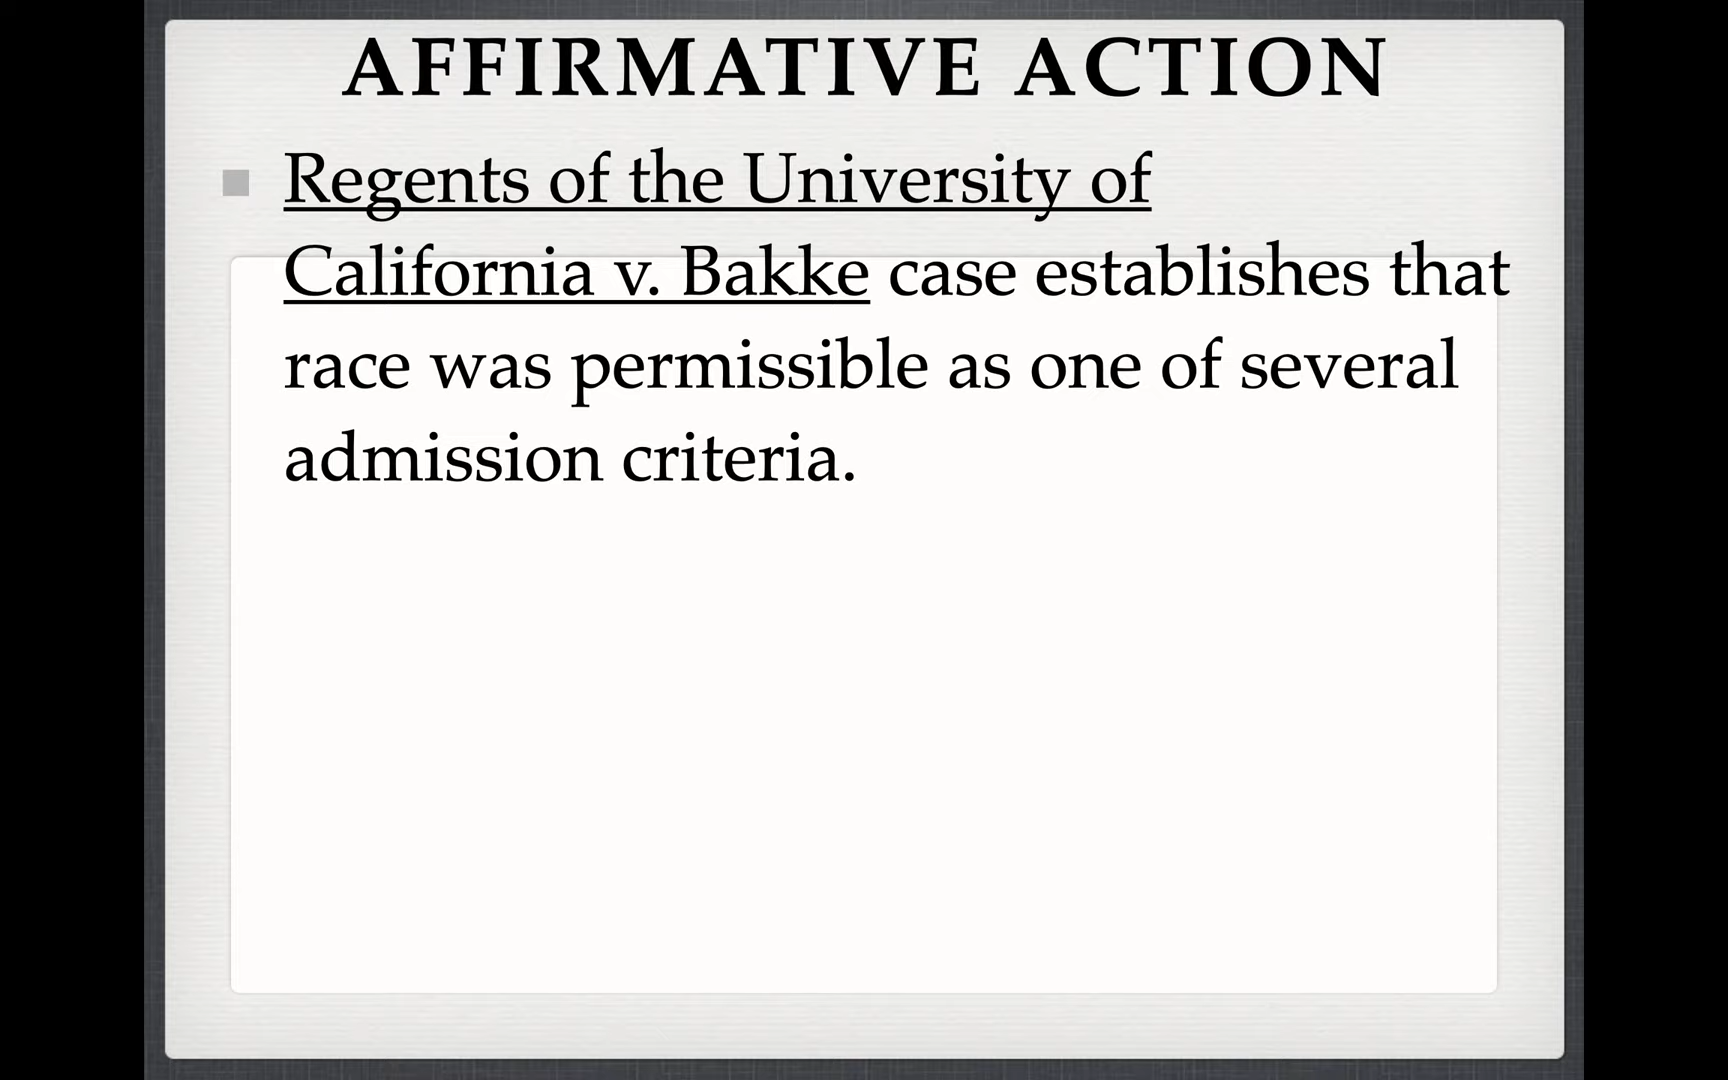 AFFIRMATIVE ACTION
Regents of the University of
California v. Bakke case establishes that
race was permissible as one of several
admission criteria.